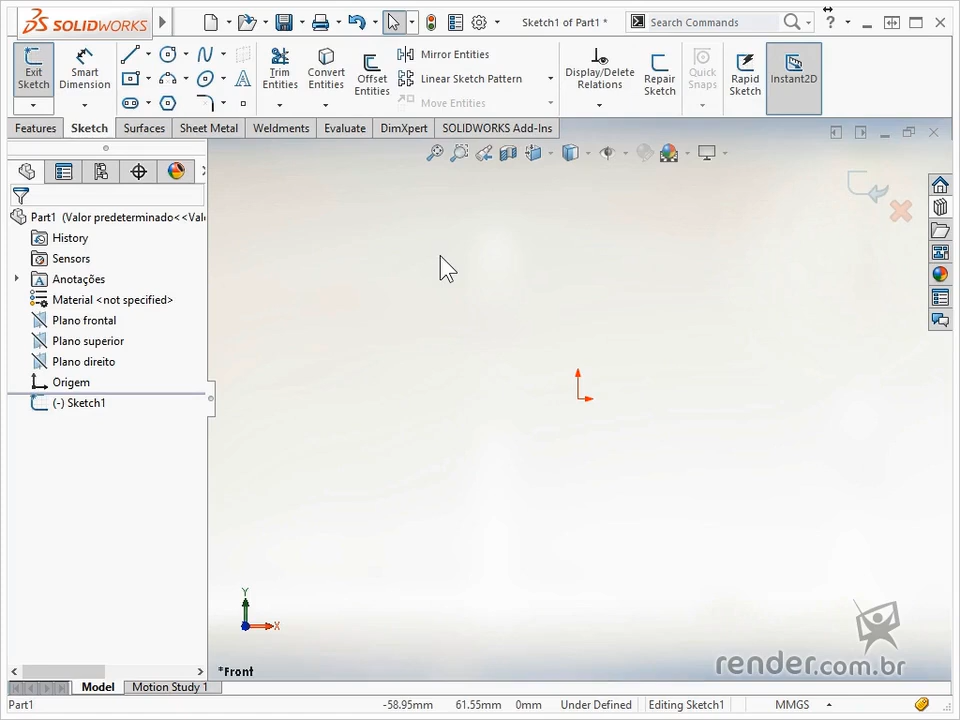 SOLIDWORKS
Sketch1 of Part1 *
Search Commands
?
Exit Sketch
Smart Dimension
Trim Entities
Convert Entities
Offset Entities
Mirror Entities
Linear Sketch Pattern
Move Entities
Display/Delete Relations
Repair Sketch
Quick Snaps
Rapid Sketch
Instant2D
Features
Sketch
Surfaces
Sheet Metal
Weldments
Evaluate
DimXpert
SOLIDWORKS Add-Ins
Part1 (Valor predeterminado<<Val
History
Sensors
Anotações
Material <not specified>
Plano frontal
Plano superior
Plano direito
Origem
(-) Sketch1
Y
X
*Front
render.com.br
Model
Motion Study 1
Part1
-58.95mm
61.55mm
0mm
Under Defined
Editing Sketch1
MMGS